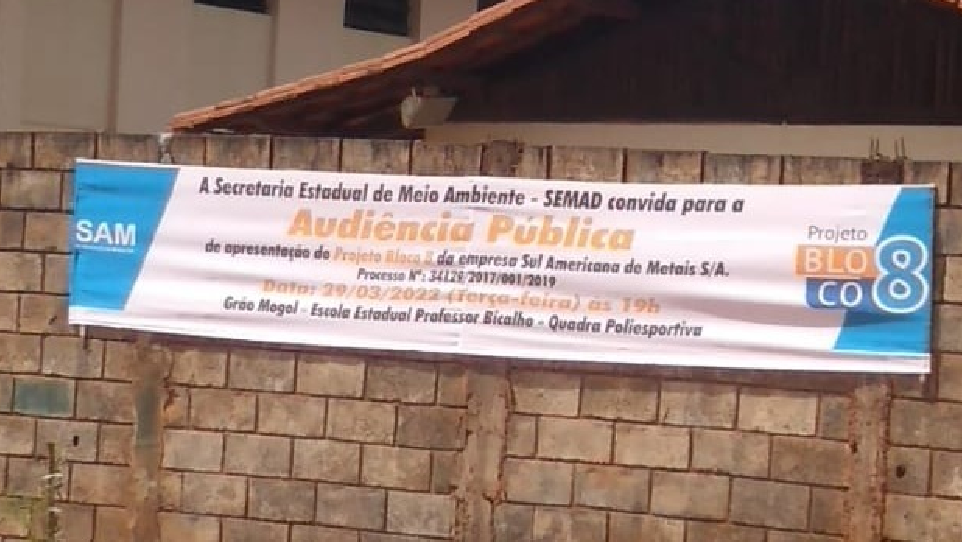 A Secretaria Estadual de Meio Ambiente - SEMAD convida para a
Audiência Pública
de apresentação do Projeto Bloco 8 da empresa Sul Americana de Metais S/A.
Processo Nº: 34129/2017/001/2019
Data: 29/03/2022 (Terça-feira) às 19h
Grão Mogol - Escola Estadual Professor Bicalho - Quadra Poliesportiva
SAM
Projeto
BLO
CO 8